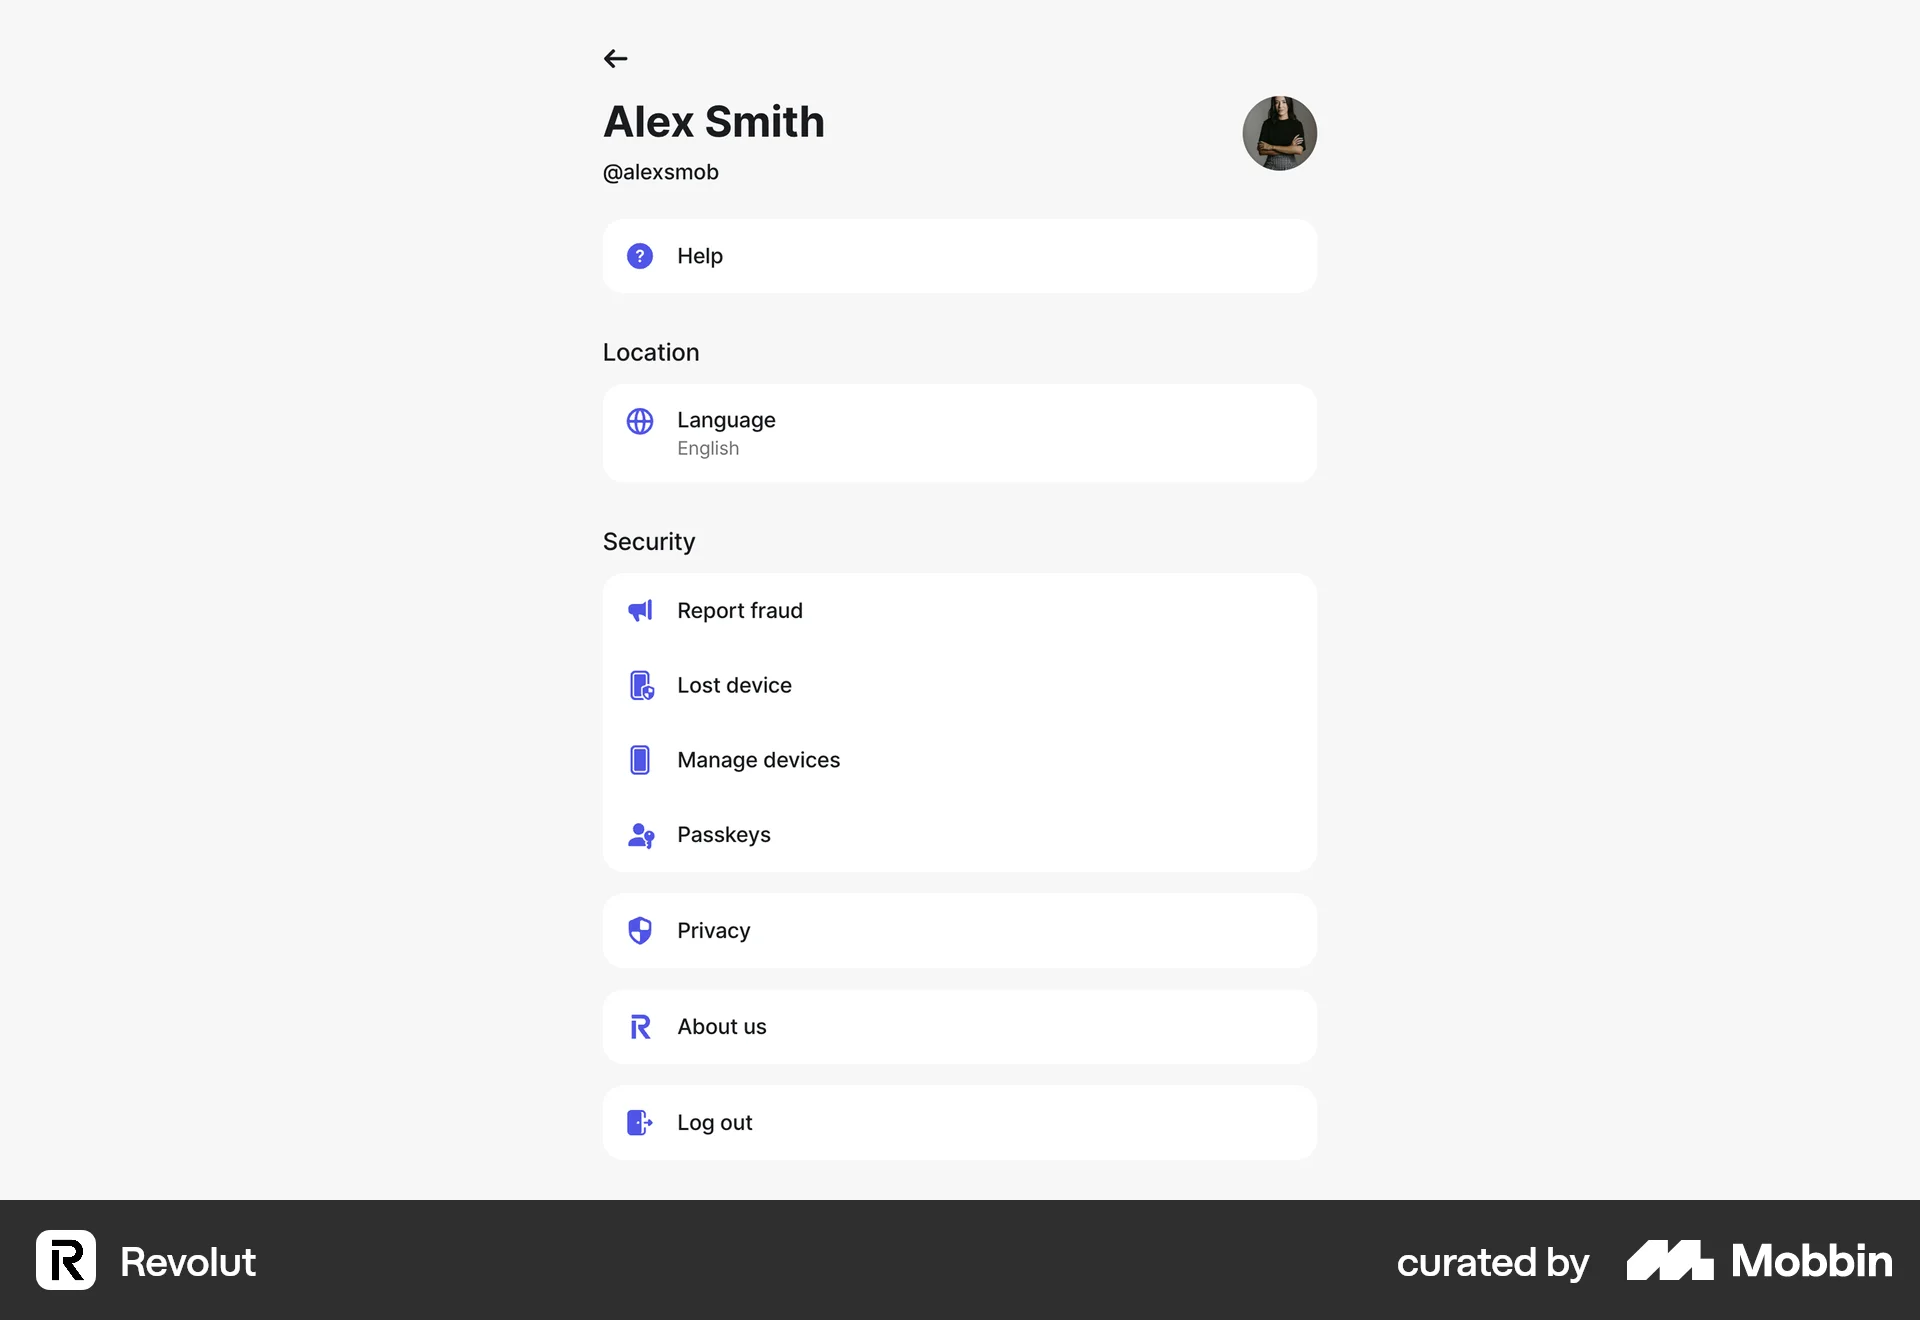 Alex Smith
@alexsmob
Help
Location
Language
English
Security
Report fraud
Lost device
Manage devices
Passkeys
Privacy
About us
Log out
Revolut
curated by Mobbin